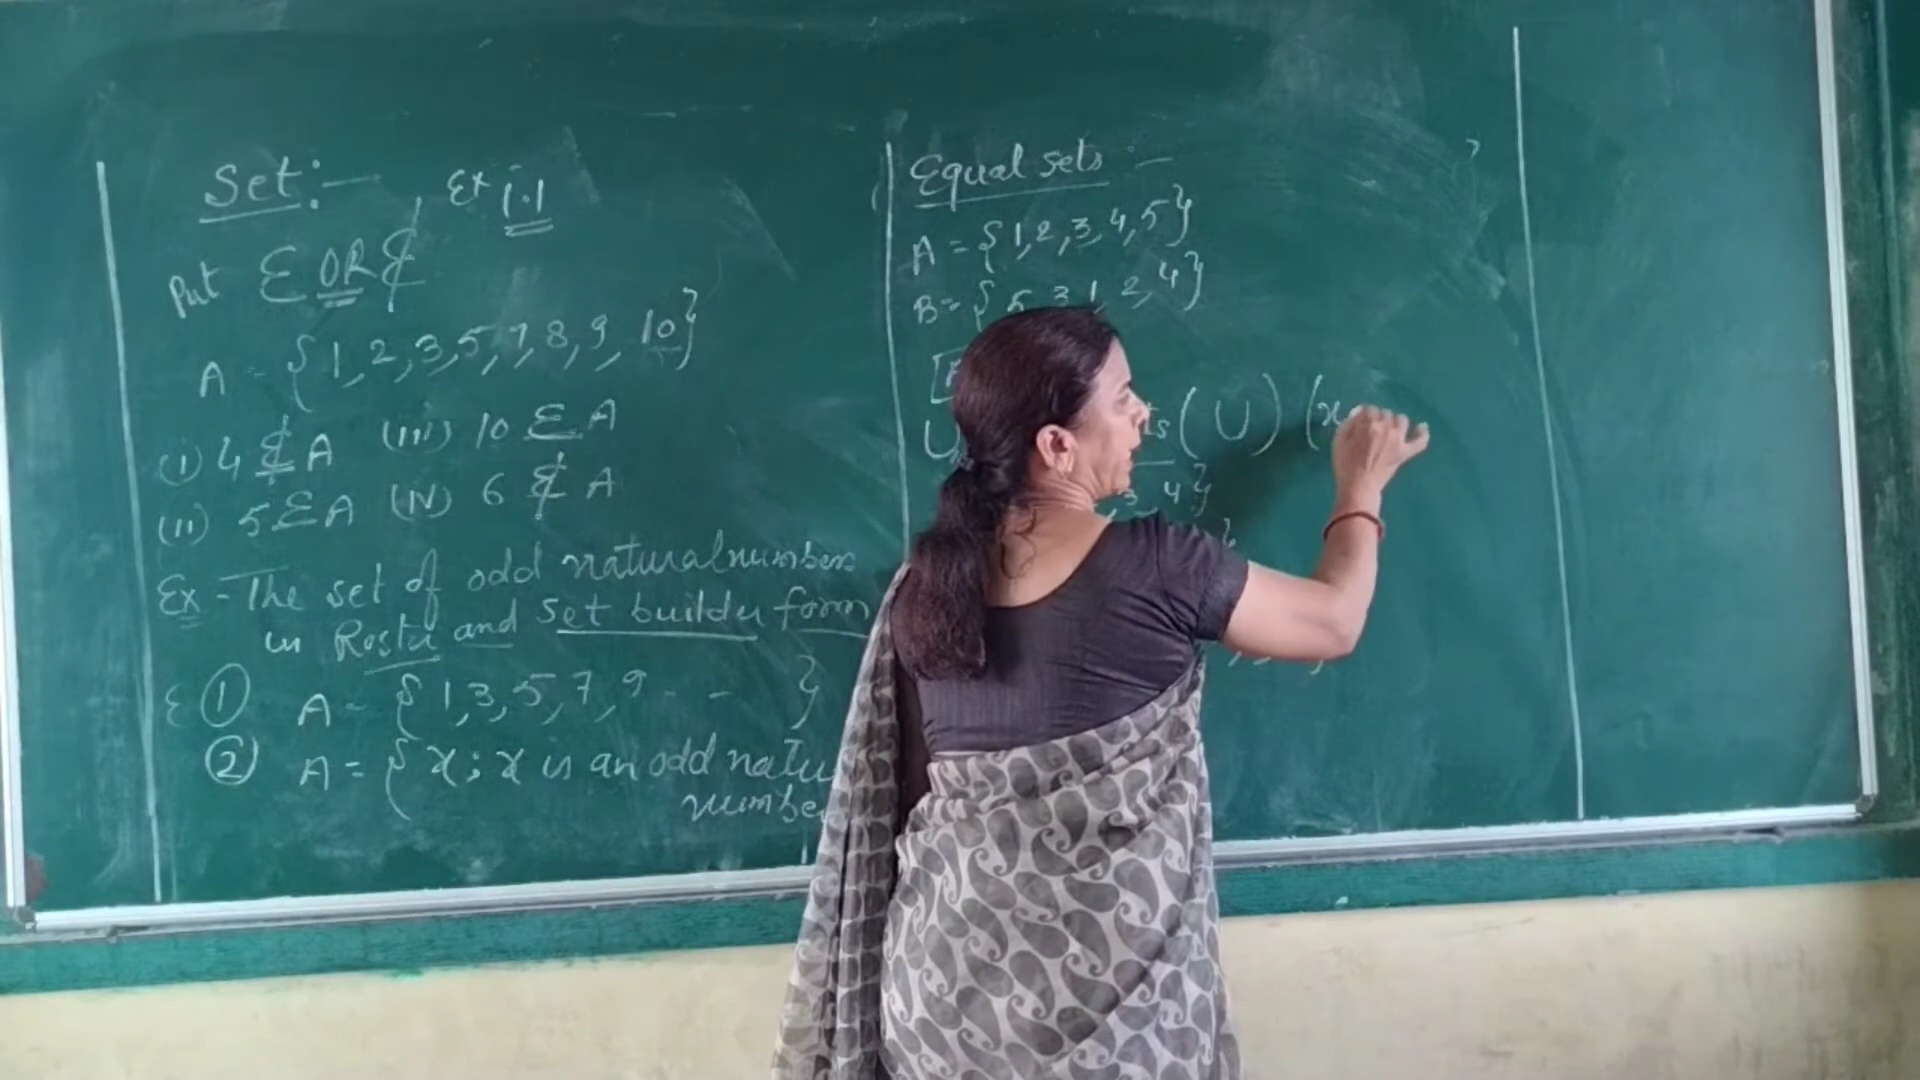 Set:-
Ex 1.1
Put ∈ OR ∉
A = {1, 2, 3, 5, 7, 8, 9, 10}
(i) 4 ∉ A (iii) 10 ∈ A
(ii) 5 ∈ A (iv) 6 ∉ A
Ex - The set of odd natural numbers
in Roster and set builder form
① A = {1, 3, 5, 7, 9 - - }
② A = {x ; x is an odd natu
number
Equal sets :-
A = {1, 2, 3, 4, 5}
B = {5, 3, 1, 2, 4}
U ts ( U ) (x
3, 4}
}